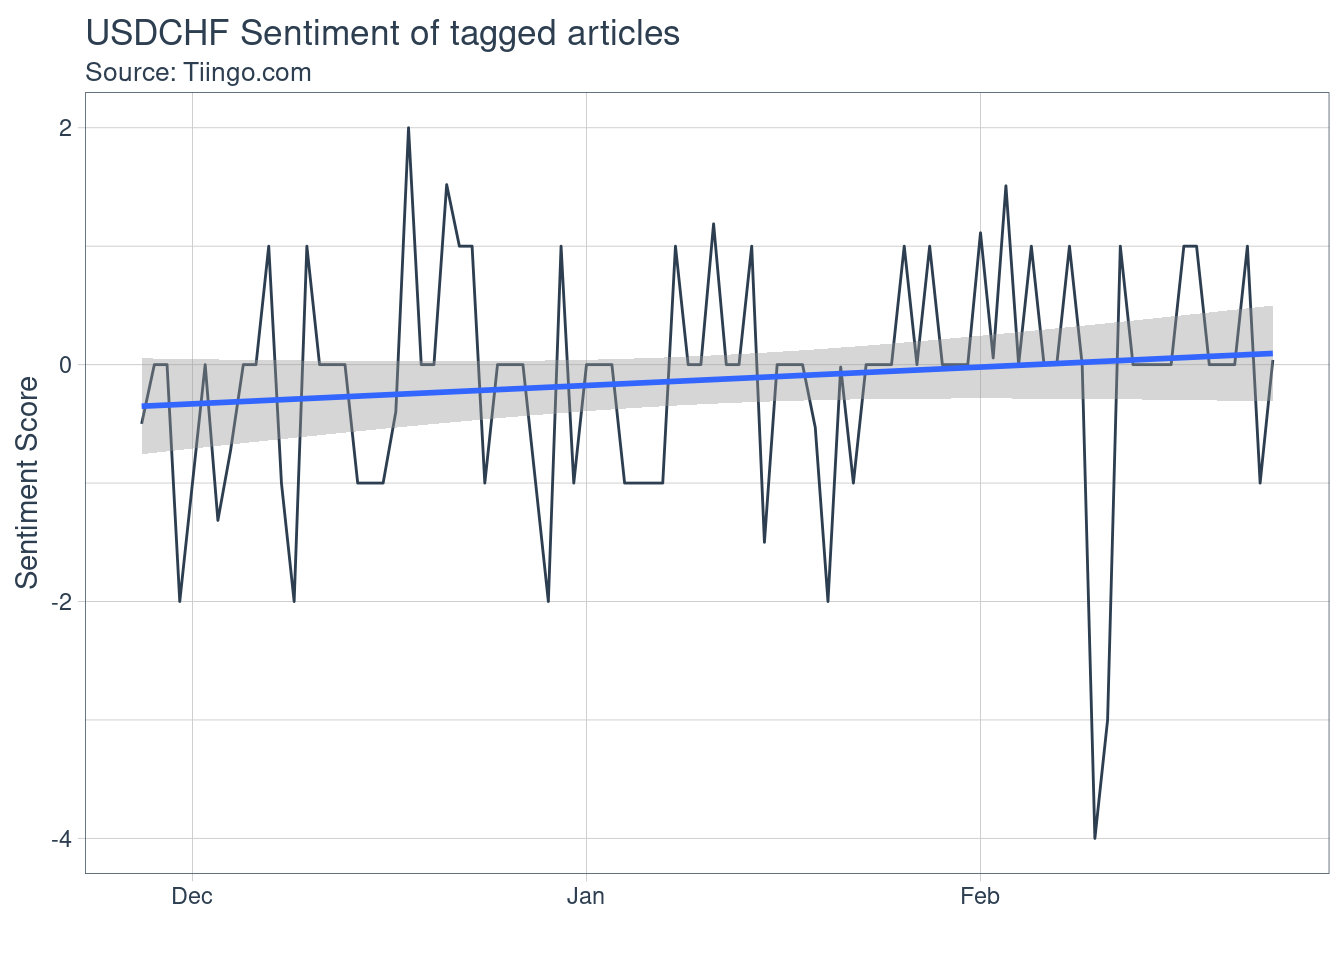 USDCHF Sentiment of tagged articles
Source: Tiingo.com
Sentiment Score
2
0
-2
-4
Dec Jan Feb